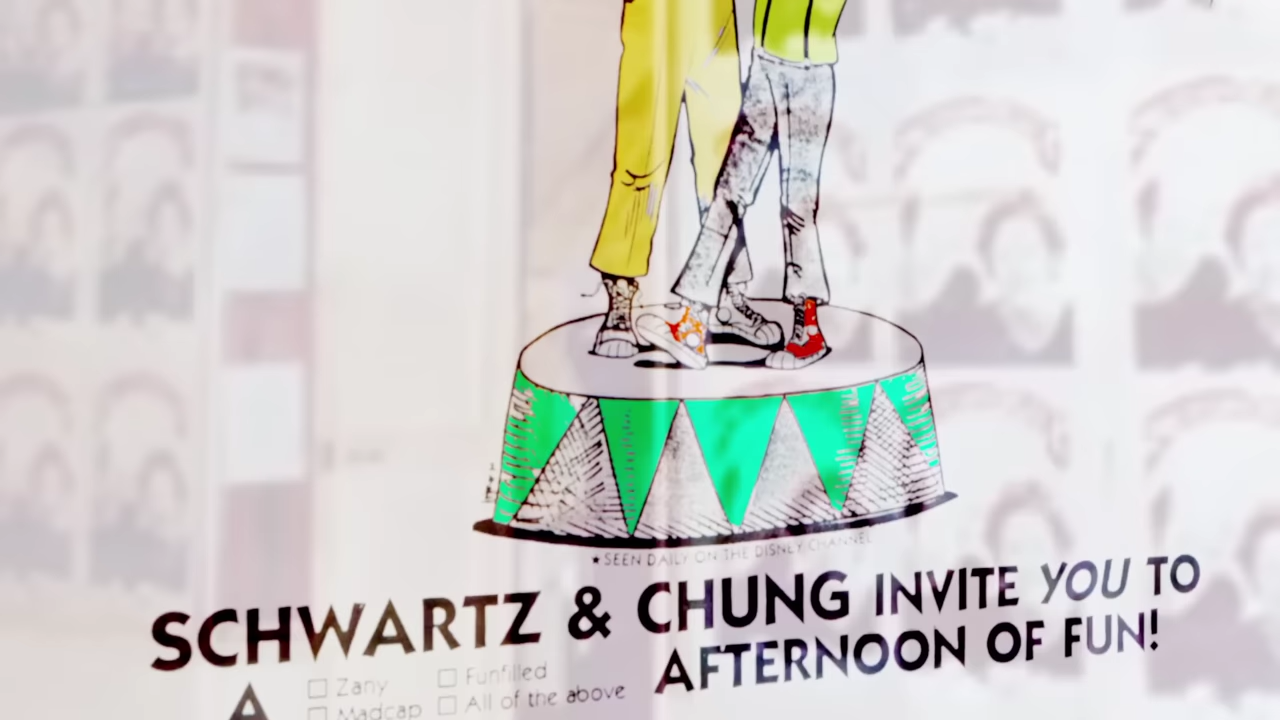 ★SEEN DAILY ON THE DISNEY CHANNEL
SCHWARTZ & CHUNG INVITE YOU TO
A
Zany
Funfilled
Madcap
All of the above
AFTERNOON OF FUN!